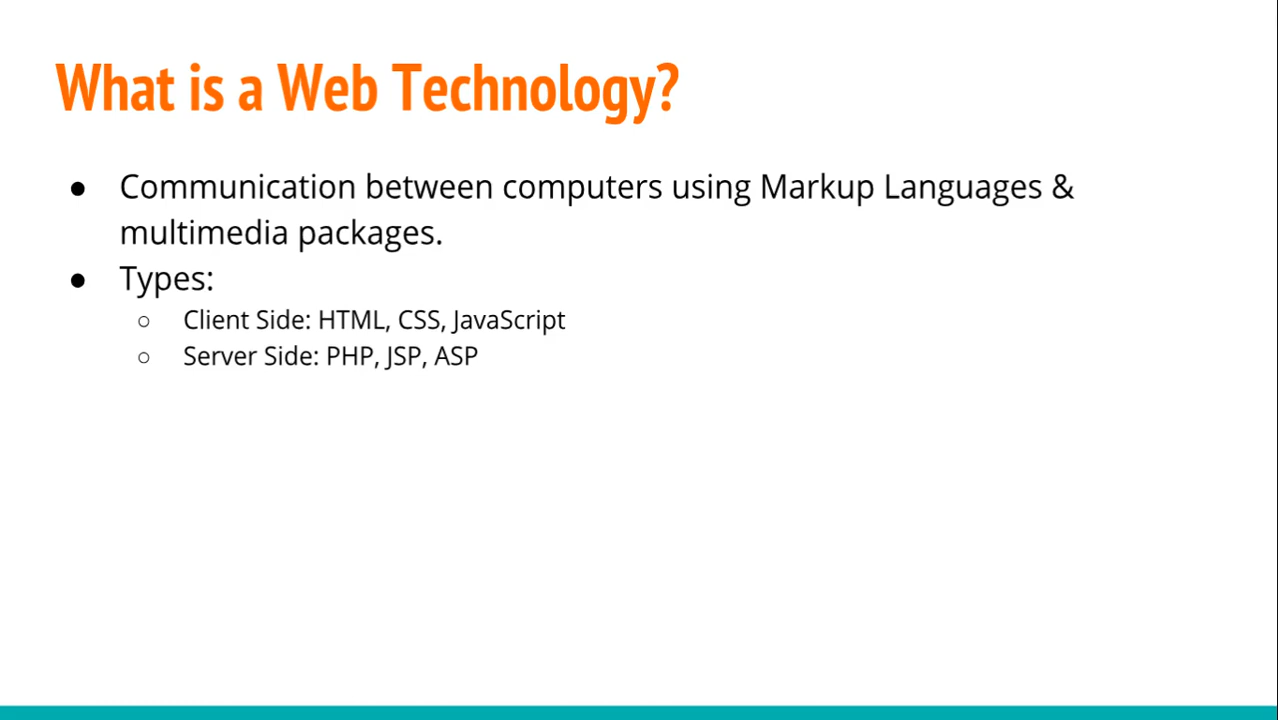 What is a Web Technology?
● Communication between computers using Markup Languages &
multimedia packages.
● Types:
○ Client Side: HTML, CSS, JavaScript
○ Server Side: PHP, JSP, ASP